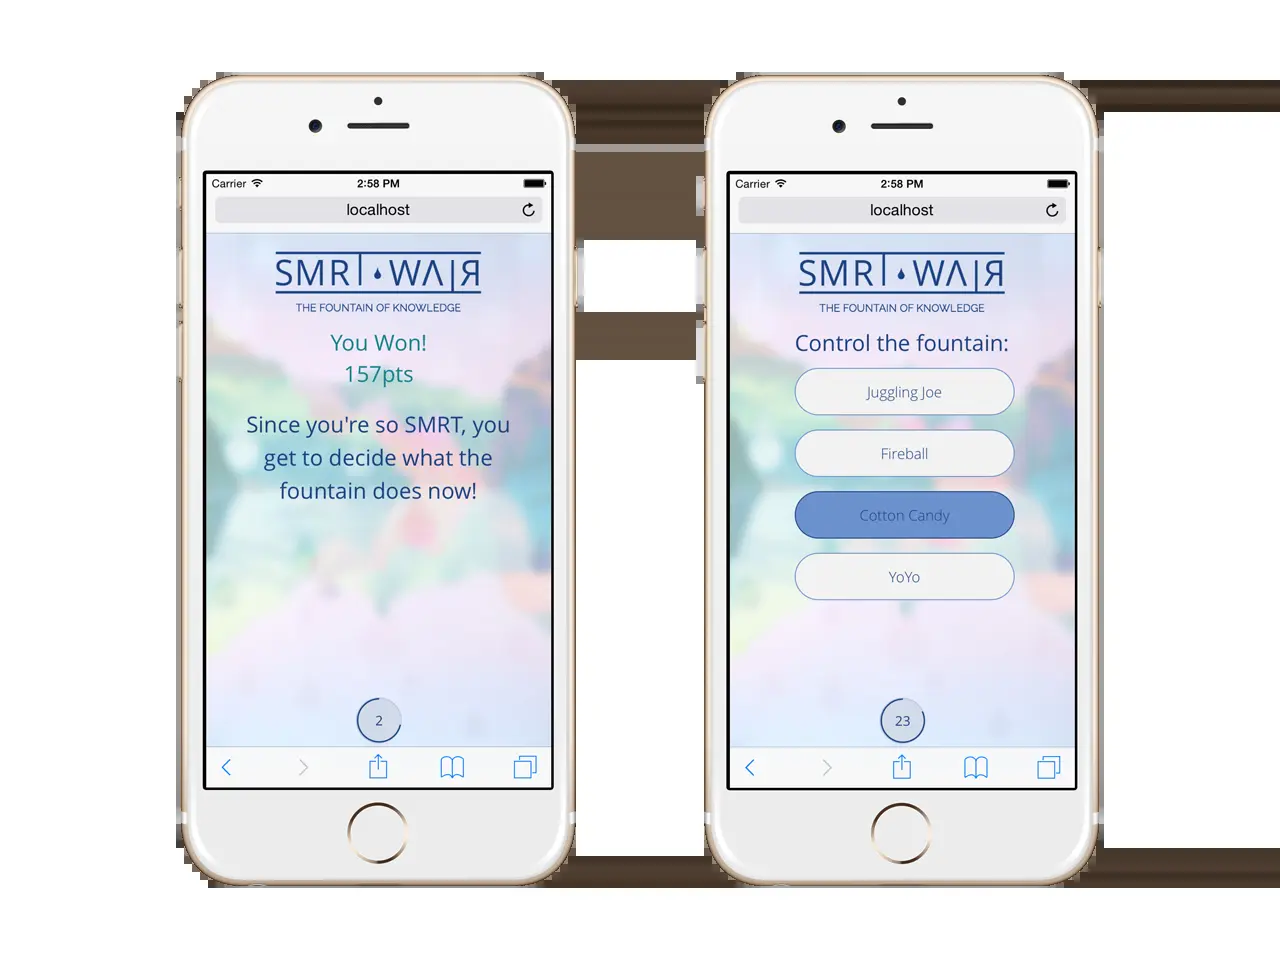 Carrier 2:58 PM
localhost
SMRT WATR
THE FOUNTAIN OF KNOWLEDGE
You Won!
157pts
Since you're so SMRT, you
get to decide what the
fountain does now!
2
Carrier 2:58 PM
localhost
SMRT WATR
THE FOUNTAIN OF KNOWLEDGE
Control the fountain:
Juggling Joe
Fireball
Cotton Candy
YoYo
23